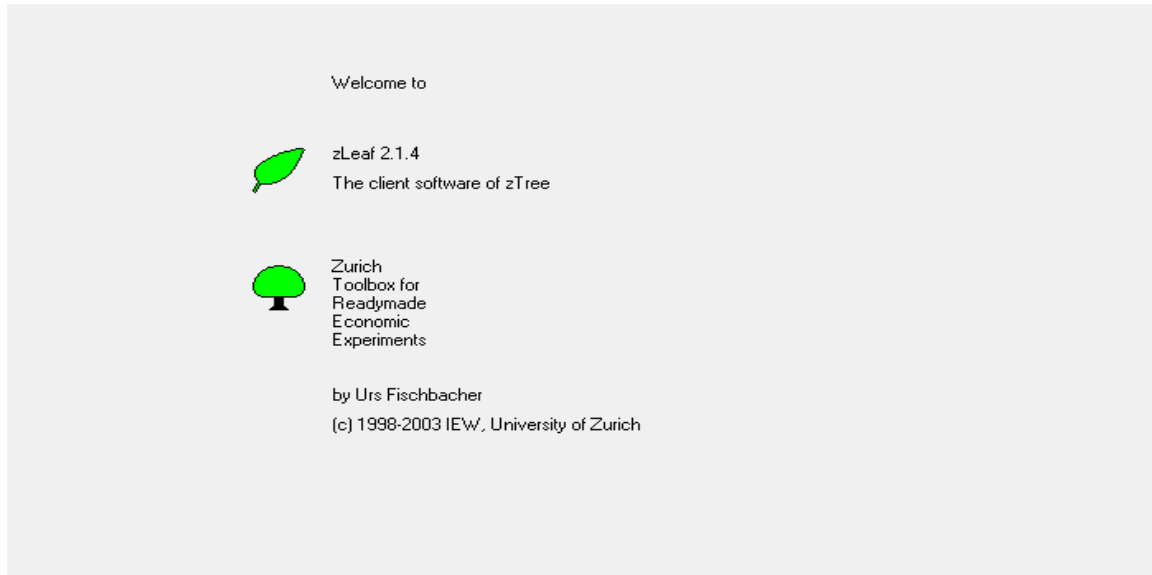 Welcome to
zLeaf 2.1.4
The client software of zTree
Zurich
Toolbox for
Readymade
Economic
Experiments
by Urs Fischbacher
(c) 1998-2003 IEW, University of Zurich